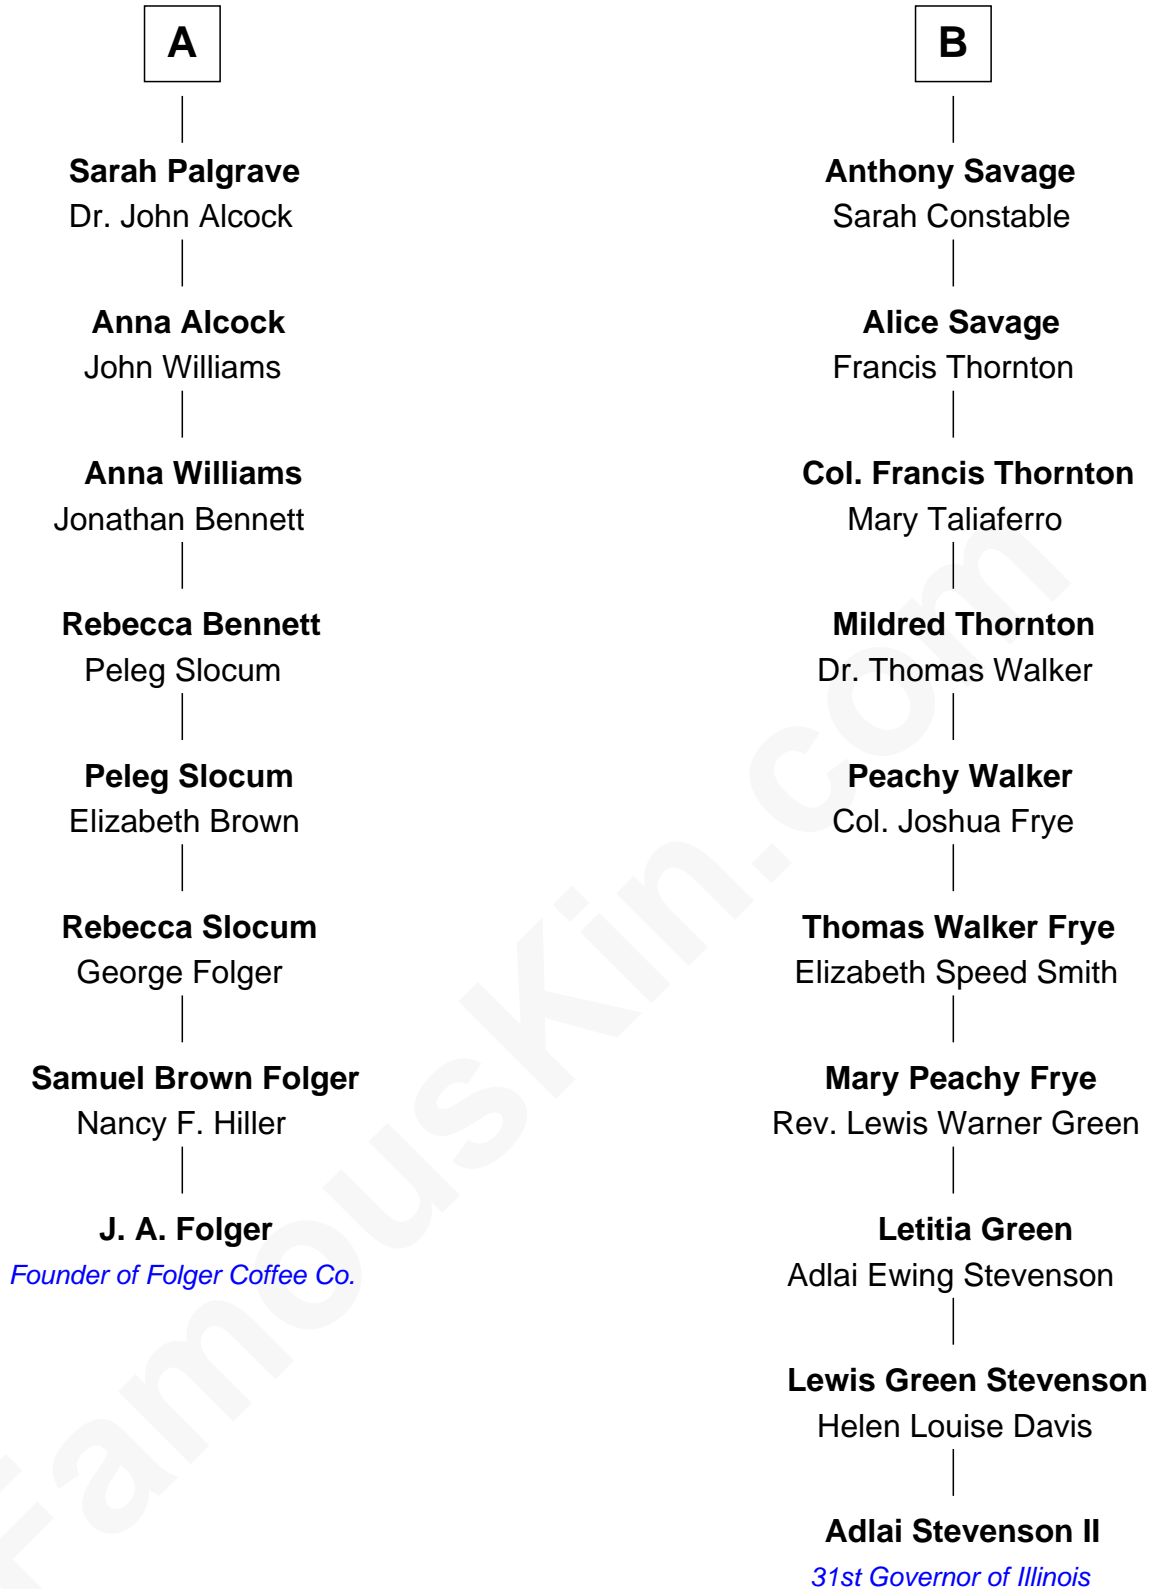 A
Sarah Palgrave
Dr. John Alcock
Anna Alcock
John Williams
Anna Williams
Jonathan Bennett
Rebecca Bennett
Peleg Slocum
Peleg Slocum
Elizabeth Brown
Rebecca Slocum
George Folger
Samuel Brown Folger
Nancy F. Hiller
J. A. Folger
Founder of Folger Coffee Co.
B
Anthony Savage
Sarah Constable
Alice Savage
Francis Thornton
Col. Francis Thornton
Mary Taliaferro
Mildred Thornton
Dr. Thomas Walker
Peachy Walker
Col. Joshua Frye
Thomas Walker Frye
Elizabeth Speed Smith
Mary Peachy Frye
Rev. Lewis Warner Green
Letitia Green
Adlai Ewing Stevenson
Lewis Green Stevenson
Helen Louise Davis
Adlai Stevenson II
31st Governor of Illinois
FamousKin.com